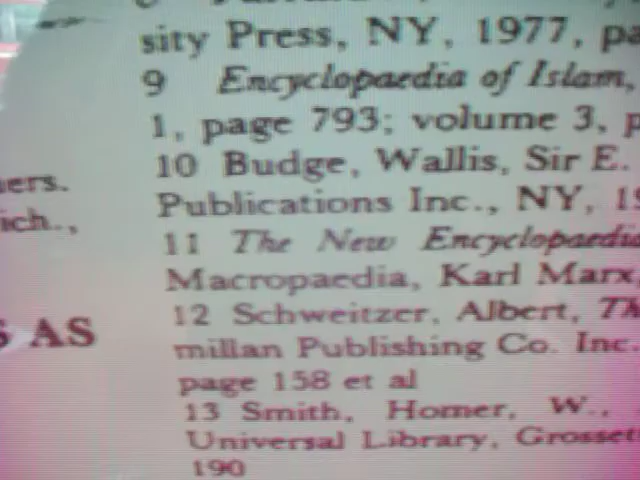 sity Press, NY, 1977, pa
9 Encyclopaedia of Islam,
1, page 793; volume 3, p
10 Budge, Wallis, Sir E.
Publications Inc., NY, 19
11 The New Encyclopaedia
Macropaedia, Karl Marx,
12 Schweitzer, Albert, Th
millan Publishing Co. Inc.
page 158 et al
13 Smith, Homer, W.,
Universal Library, Grosset
190
ers.
ich.,
S AS